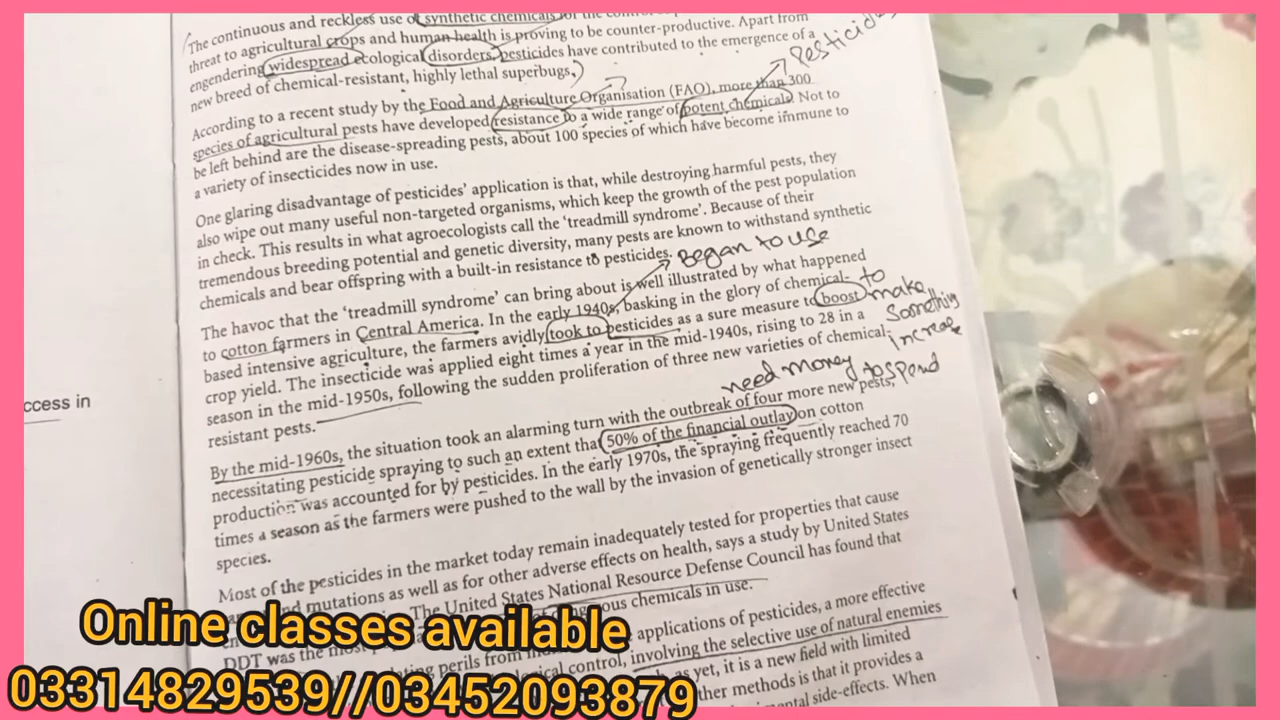 The continuous and reckless use of synthetic chemicals for the control
threat to agricultural crops and human health is proving to be counter-productive. Apart from
engendering widespread ecological disorders, pesticides have contributed to the emergence of a
new breed of chemical-resistant, highly lethal superbugs.
According to a recent study by the Food and Agriculture Organisation (FAO), more than 300
species of agricultural pests have developed resistance to a wide range of potent chemicals. Not to
be left behind are the disease-spreading pests, about 100 species of which have become immune to
a variety of insecticides now in use.
One glaring disadvantage of pesticides' application is that, while destroying harmful pests, they
also wipe out many useful non-targeted organisms, which keep the growth of the pest population
in check. This results in what agroecologists call the 'treadmill syndrome'. Because of their
tremendous breeding potential and genetic diversity, many pests are known to withstand synthetic
chemicals and bear offspring with a built-in resistance to pesticides.
Began to use
The havoc that the 'treadmill syndrome' can bring about is well illustrated by what happened
to cotton farmers in Central America. In the early 1940s, basking in the glory of chemical-
based intensive agriculture, the farmers avidly took to pesticides as a sure measure to boost
to make
something
increase
crop yield. The insecticide was applied eight times a year in the mid-1940s, rising to 28 in a
season in the mid-1950s, following the sudden proliferation of three new varieties of chemical-
resistant pests.
need money to spend
By the mid-1960s, the situation took an alarming turn with the outbreak of four more new pests,
necessitating pesticide spraying to such an extent that 50% of the financial outlay on cotton
production was accounted for by pesticides. In the early 1970s, the spraying frequently reached 70
times a season as the farmers were pushed to the wall by the invasion of genetically stronger insect
species.
Most of the pesticides in the market today remain inadequately tested for properties that cause
mutations as well as for other adverse effects on health, says a study by United States
The United States National Resource Defense Council has found that
DDT was the most chemicals in use.
perils from applications of pesticides, a more effective
control, involving the selective use of natural enemies
as yet, it is a new field with limited
other methods is that it provides a
side-effects. When
ccess in
Online classes available
03314829539//03452093879